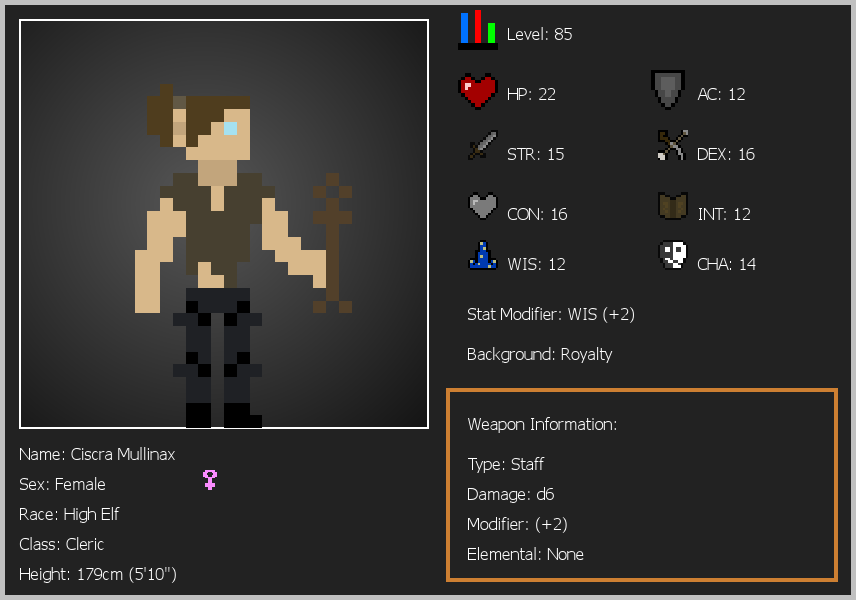 Level: 85
HP: 22
AC: 12
STR: 15
DEX: 16
CON: 16
INT: 12
WIS: 12
CHA: 14
Stat Modifier: WIS (+2)
Background: Royalty
Weapon Information:
Type: Staff
Damage: d6
Modifier: (+2)
Elemental: None
Name: Ciscra Mullinax
Sex: Female
Race: High Elf
Class: Cleric
Height: 179cm (5'10")